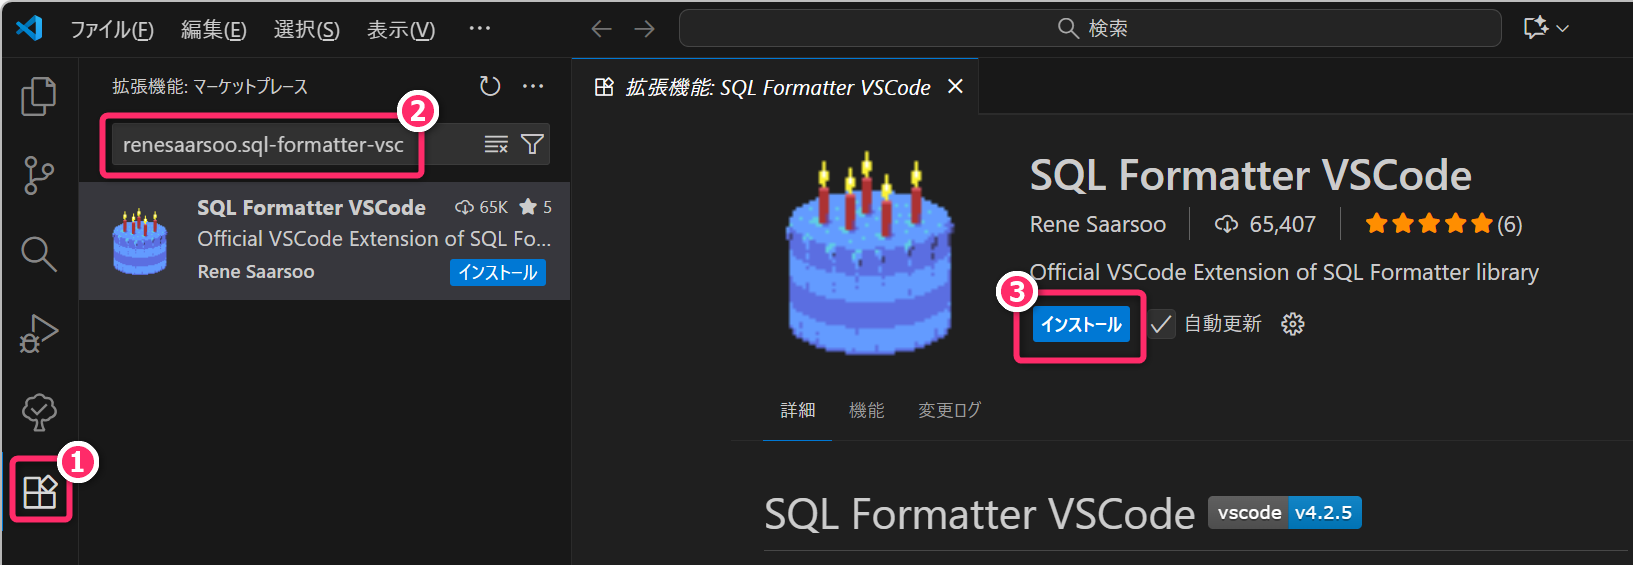 ファイル(F) 編集(E) 選択(S) 表示(V) ··· 検索
拡張機能: マーケットプレース ···
2
renesaarsoo.sql-formatter-vsc
SQL Formatter VSCode 65K 5
Official VSCode Extension of SQL Fo...
Rene Saarsoo インストール
1
拡張機能: SQL Formatter VSCode
SQL Formatter VSCode
Rene Saarsoo 65,407 (6)
Official VSCode Extension of SQL Formatter library
3
インストール 自動更新
詳細 機能 変更ログ
SQL Formatter VSCode vscode v4.2.5